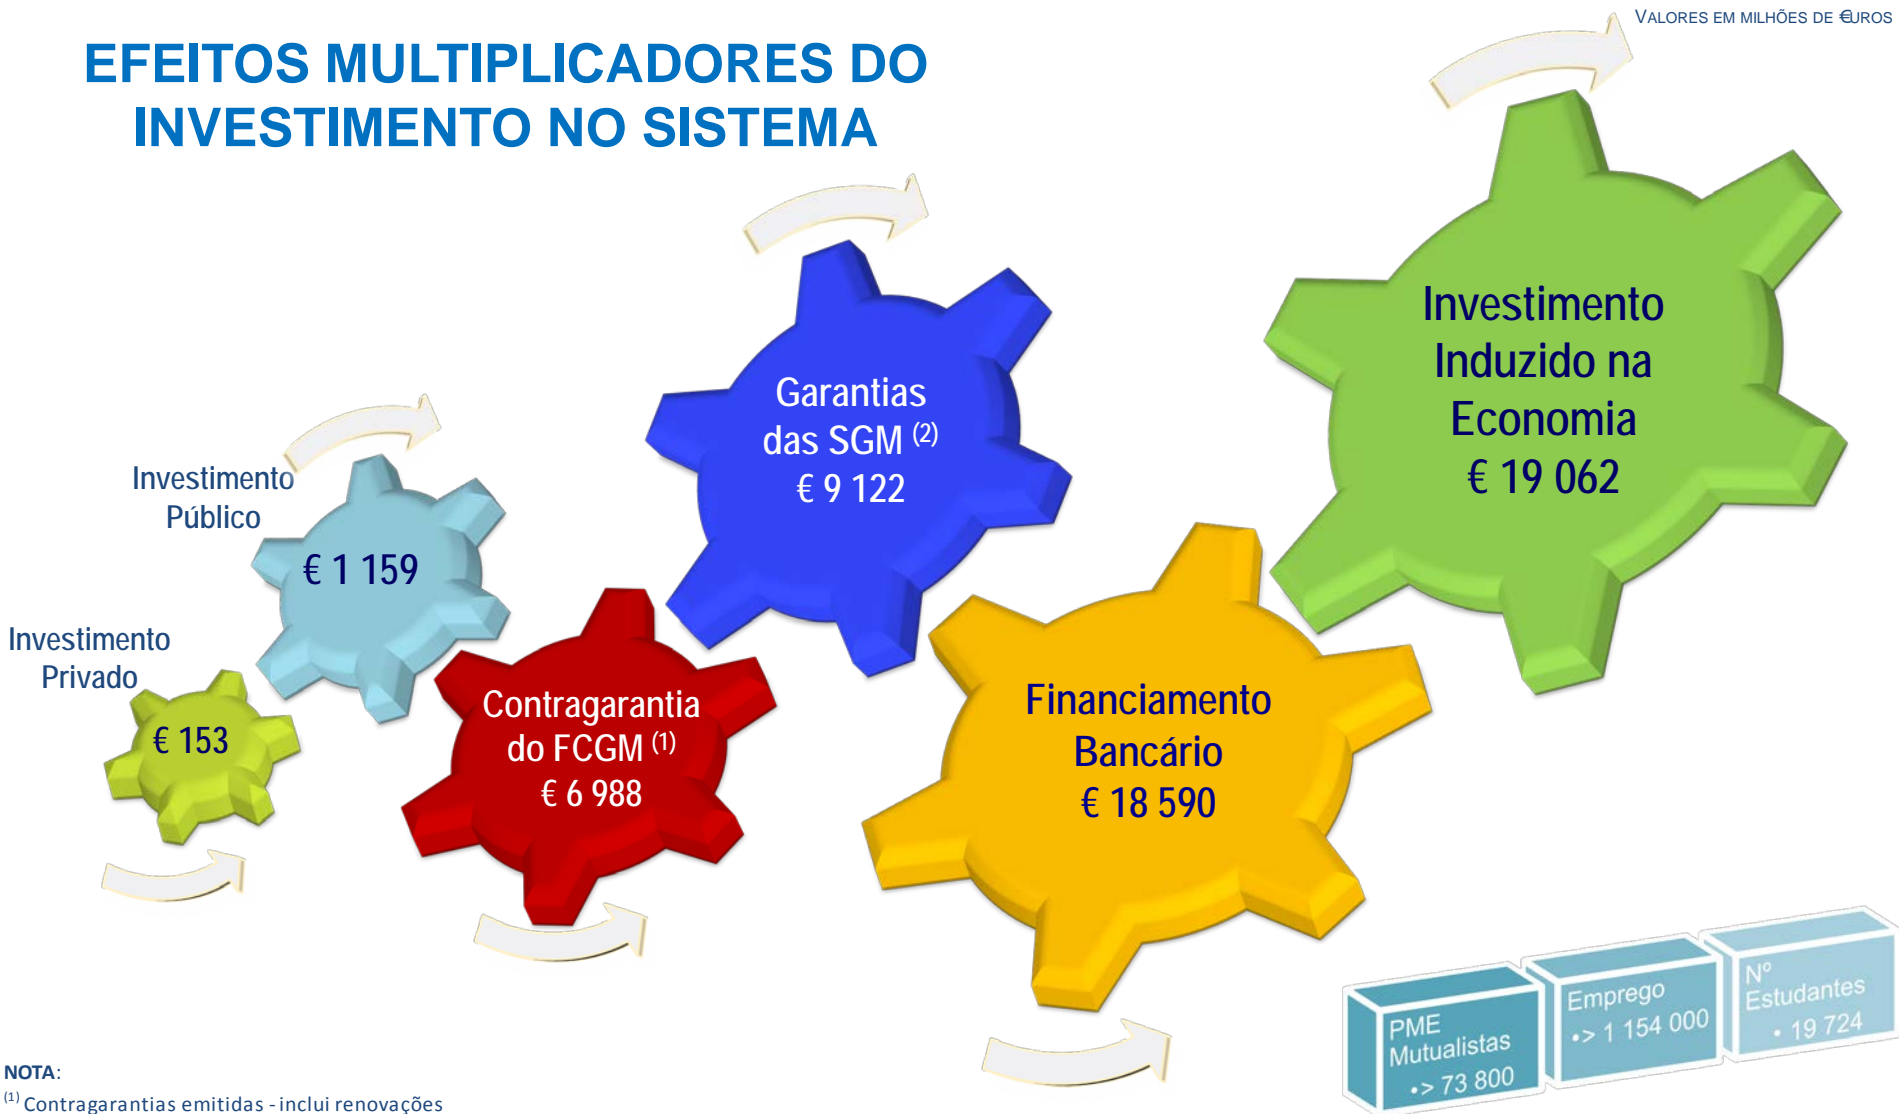 VALORES EM MILHÕES DE €UROS
EFEITOS MULTIPLICADORES DO
INVESTIMENTO NO SISTEMA
Investimento
Induzido na
Economia
€ 19 062
Garantias
das SGM (2)
€ 9 122
Investimento
Público
€ 1 159
Investimento
Privado
€ 153
Contragarantia
do FCGM (1)
€ 6 988
Financiamento
Bancário
€ 18 590
PME
Mutualistas
•> 73 800
Emprego
•> 1 154 000
Nº
Estudantes
• 19 724
NOTA:
(1) Contragarantias emitidas - inclui renovações